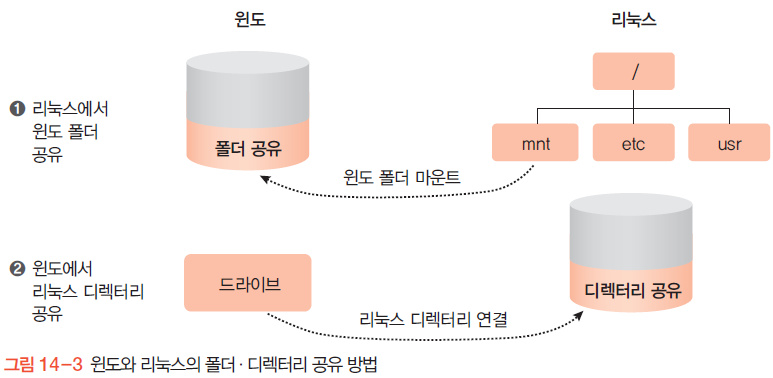 윈도
리눅스
/
❶ 리눅스에서
윈도 폴더
공유
폴더 공유
mnt
etc
usr
윈도 폴더 마운트
❷ 윈도에서
리눅스 디렉터리
공유
드라이브
디렉터리 공유
리눅스 디렉터리 연결
그림 14-3 윈도와 리눅스의 폴더·디렉터리 공유 방법